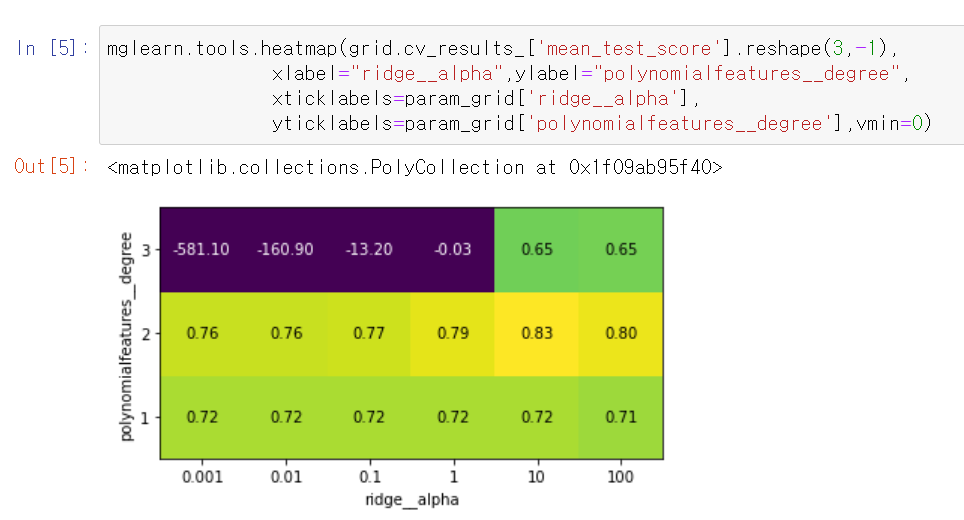 In [5]: mglearn.tools.heatmap(grid.cv_results_['mean_test_score'].reshape(3,-1),
xlabel="ridge__alpha",ylabel="polynomialfeatures__degree",
xticklabels=param_grid['ridge__alpha'],
yticklabels=param_grid['polynomialfeatures__degree'],vmin=0)
Out[5]: <matplotlib.collections.PolyCollection at 0x1f09ab95f40>
polynomialfeatures__degree
3 -581.10 -160.90 -13.20 -0.03 0.65 0.65
2 0.76 0.76 0.77 0.79 0.83 0.80
1 0.72 0.72 0.72 0.72 0.72 0.71
0.001 0.01 0.1 1 10 100
ridge__alpha